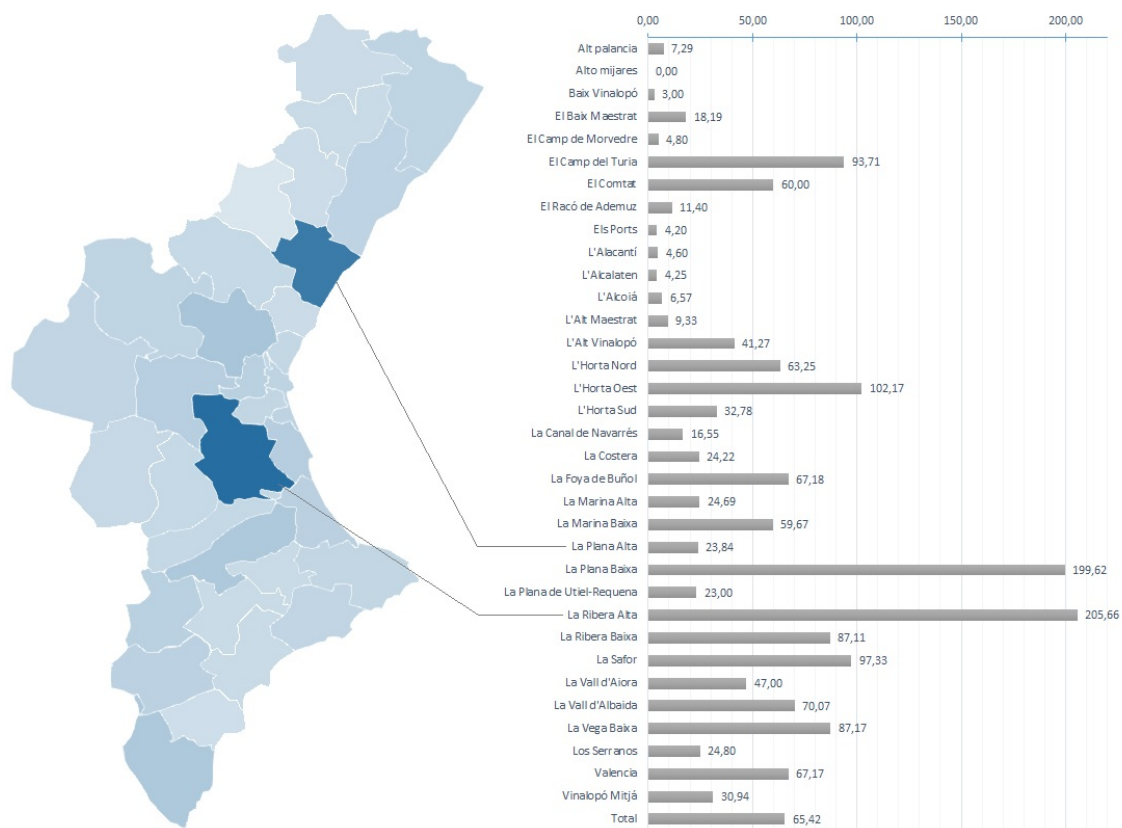 0,00 50,00 100,00 150,00 200,00
Alt palancia 7,29
Alto mijares 0,00
Baix Vinalopó 3,00
El Baix Maestrat 18,19
El Camp de Morvedre 4,80
El Camp del Turia 93,71
El Comtat 60,00
El Racó de Ademuz 11,40
Els Ports 4,20
L'Alacantí 4,60
L'Alcalaten 4,25
L'Alcoiá 6,57
L'Alt Maestrat 9,33
L'Alt Vinalopó 41,27
L'Horta Nord 63,25
L'Horta Oest 102,17
L'Horta Sud 32,78
La Canal de Navarrés 16,55
La Costera 24,22
La Foya de Buñol 67,18
La Marina Alta 24,69
La Marina Baixa 59,67
La Plana Alta 23,84
La Plana Baixa 199,62
La Plana de Utiel-Requena 23,00
La Ribera Alta 205,66
La Ribera Baixa 87,11
La Safor 97,33
La Vall d'Aiora 47,00
La Vall d'Albaida 70,07
La Vega Baixa 87,17
Los Serranos 24,80
Valencia 67,17
Vinalopó Mitjá 30,94
Total 65,42